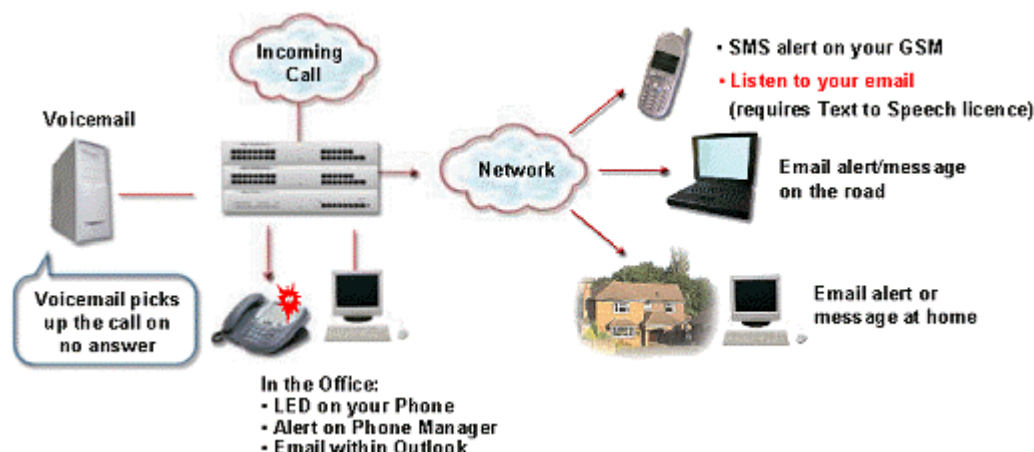 Incoming
Call
Voicemail
Voicemail picks
up the call on
no answer
In the Office:
- LED on your Phone
- Alert on Phone Manager
- Email within Outlook
Network
• SMS alert on your GSM
• Listen to your email
(requires Text to Speech licence)
Email alert/message
on the road
Email alert or
message at home